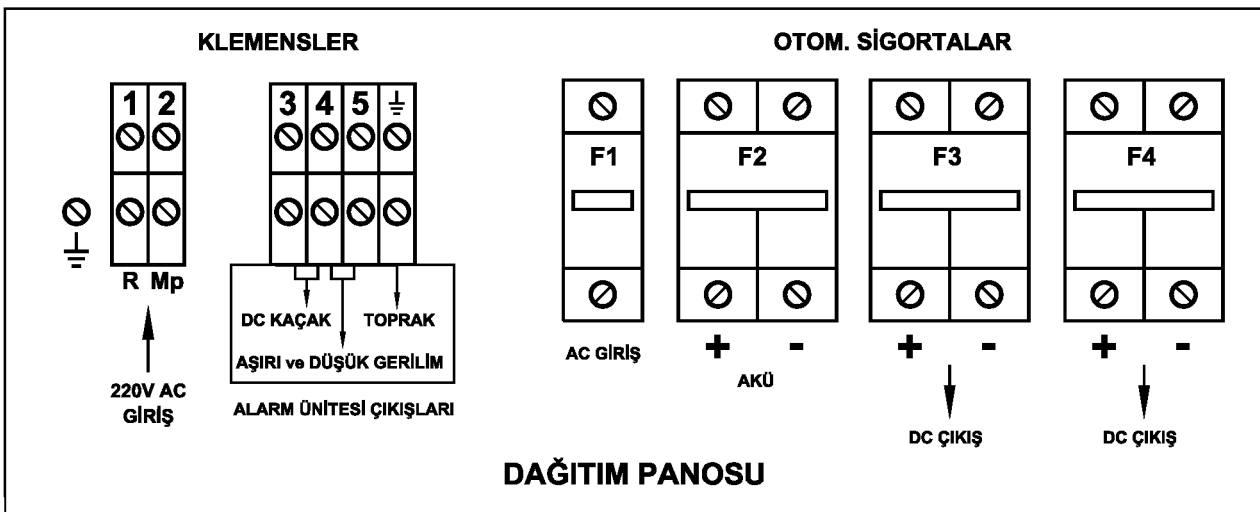 KLEMENSLER
1 2
3 4 5
R Mp
220V AC
GİRİŞ
DC KAÇAK TOPRAK
AŞIRI ve DÜŞÜK GERİLİM
ALARM ÜNİTESİ ÇIKIŞLARI
OTOM. SİGORTALAR
F1 F2 F3 F4
AC GİRİŞ
+ - + - + -
AKÜ
DC ÇIKIŞ DC ÇIKIŞ
DAĞITIM PANOSU